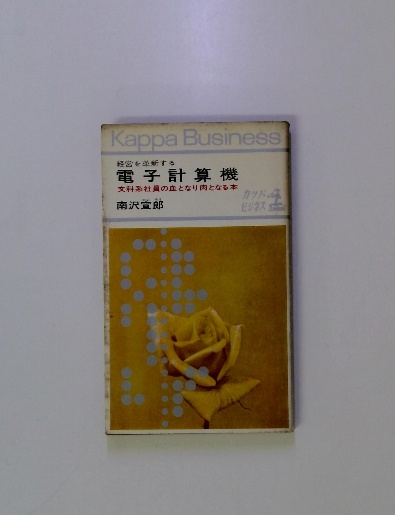 Kappa Business
経営を革新する
電子計算機
文科系社員の血となり肉となる本
南沢宣郎
カッパ・
ビジネス